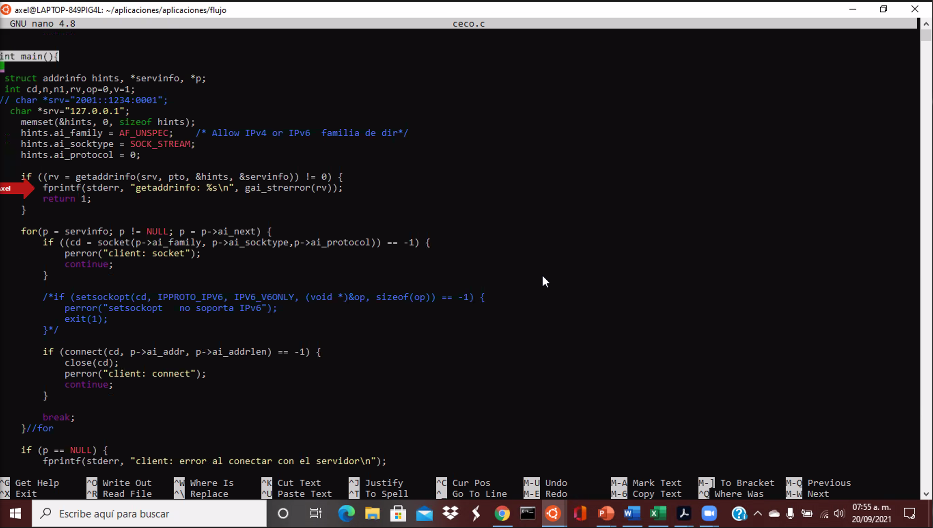 axel@LAPTOP-849PIG4L: ~/aplicaciones/aplicaciones/flujo
GNU nano 4.8 ceco.c
int main(){
struct addrinfo hints, *servinfo, *p;
int cd,n,n1,rv,op=0,v=1;
// char *srv="2001::1234:0001";
char *srv="127.0.0.1";
memset(&hints, 0, sizeof hints);
hints.ai_family = AF_UNSPEC; /* Allow IPv4 or IPv6 familia de dir*/
hints.ai_socktype = SOCK_STREAM;
hints.ai_protocol = 0;
if ((rv = getaddrinfo(srv, pto, &hints, &servinfo)) != 0) {
axel
fprintf(stderr, "getaddrinfo: %s\n", gai_strerror(rv));
return 1;
}
for(p = servinfo; p != NULL; p = p->ai_next) {
if ((cd = socket(p->ai_family, p->ai_socktype,p->ai_protocol)) == -1) {
perror("client: socket");
continue;
}
/*if (setsockopt(cd, IPPROTO_IPV6, IPV6_V6ONLY, (void *)&op, sizeof(op)) == -1) {
perror("setsockopt no soporta IPv6");
exit(1);
}*/
if (connect(cd, p->ai_addr, p->ai_addrlen) == -1) {
close(cd);
perror("client: connect");
continue;
}
break;
}//for
if (p == NULL) {
fprintf(stderr, "client: error al conectar con el servidor\n");
^G Get Help ^O Write Out ^W Where Is ^K Cut Text ^J Justify ^C Cur Pos M-U Undo M-A Mark Text M-] To Bracket M-Q Previous
^X Exit ^R Read File ^\ Replace ^U Paste Text ^T To Spell ^_ Go To Line M-E Redo M-6 Copy Text ^Q Where Was M-W Next
Escribe aquí para buscar
07:55 a. m.
20/09/2021